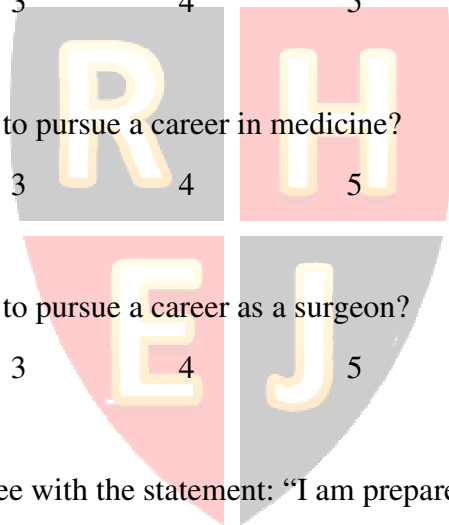 3 4 5
R H
to pursue a career in medicine?
3 4 5
to pursue a career as a surgeon?
E J
3 4 5
ee with the statement: “I am prepare